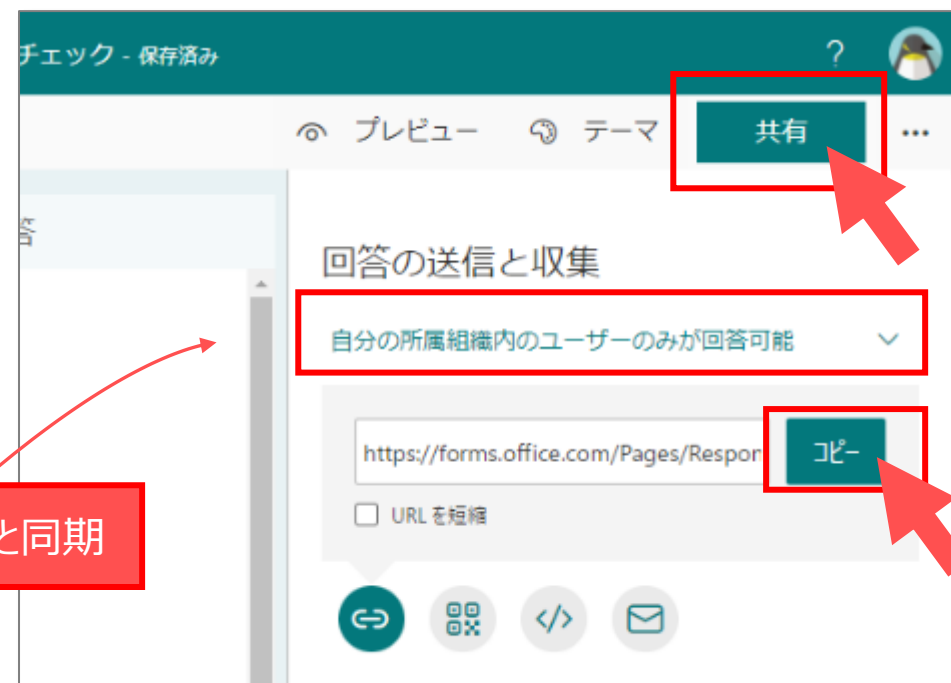 チェック - 保存済み
?
プレビュー テーマ 共有 ...
答
回答の送信と収集
自分の所属組織内のユーザーのみが回答可能
https://forms.office.com/Pages/Respon
コピー
URL を短縮
と同期